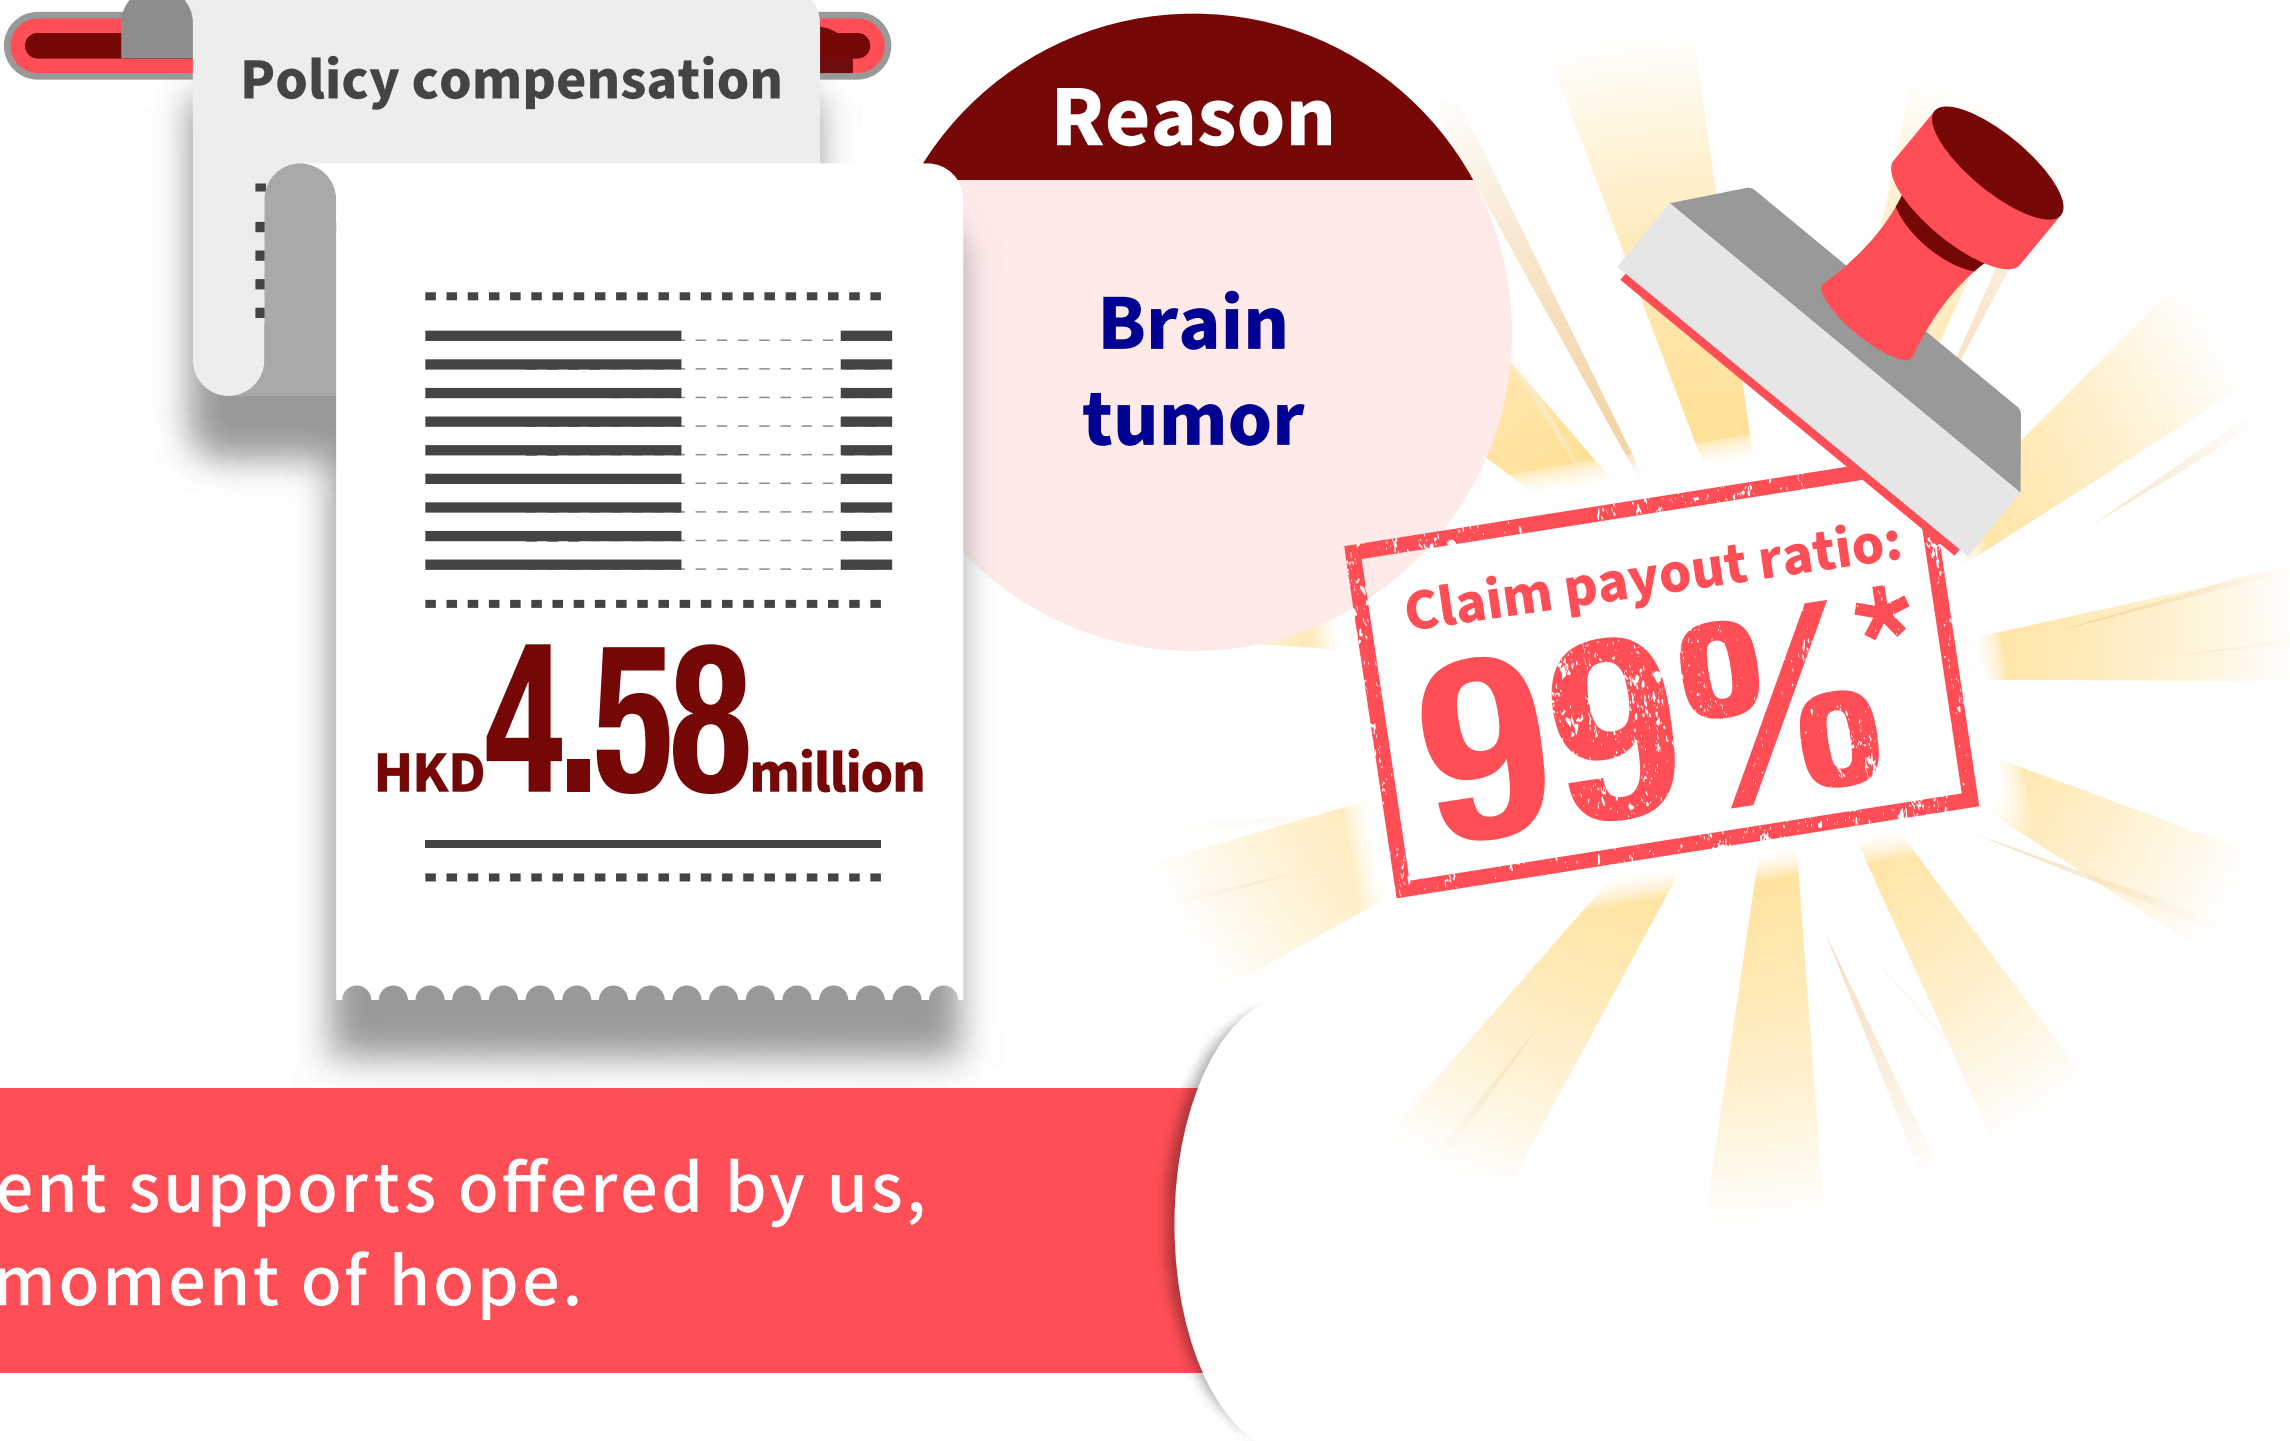 Policy compensation
Reason
Brain
tumor
Claim payout ratio:
99%*
HKD4.58million
ent supports offered by us,
moment of hope.